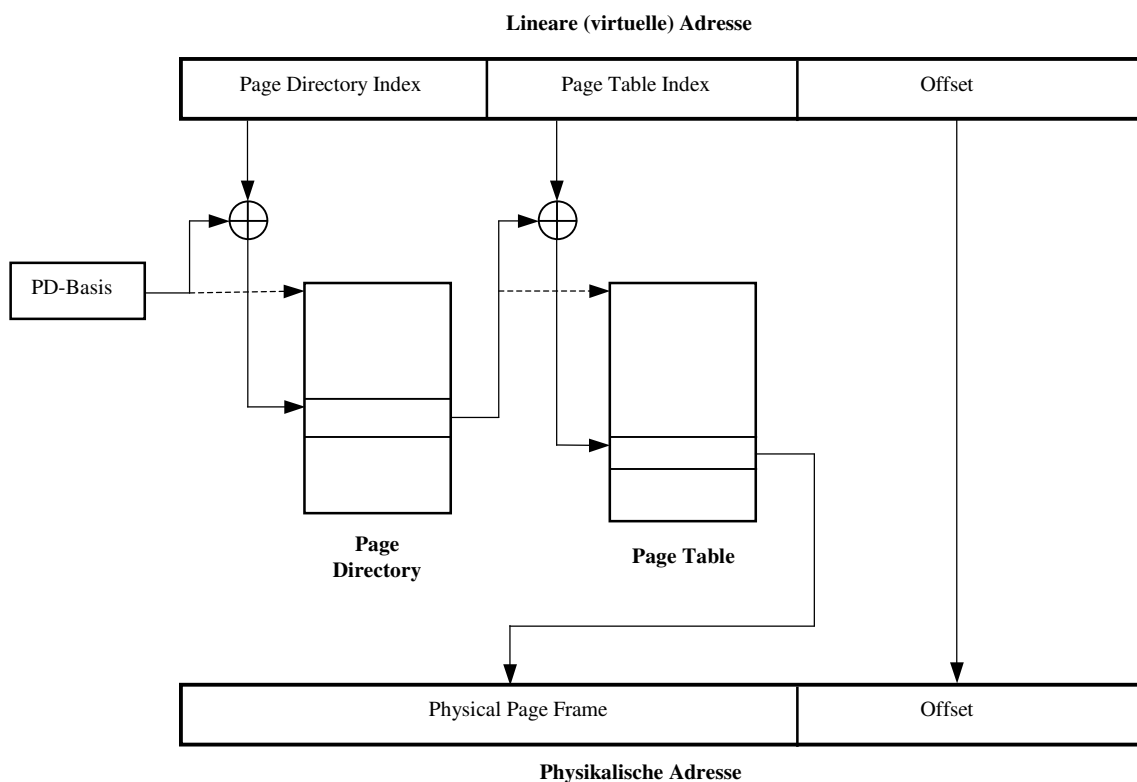 Lineare (virtuelle) Adresse
Page Directory Index
Page Table Index
Offset
PD-Basis
Page
Directory
Page Table
Physical Page Frame
Offset
Physikalische Adresse